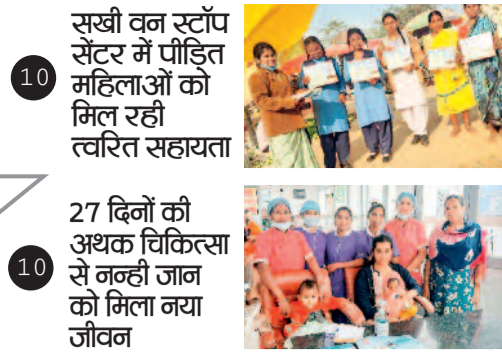 10
सखी वन स्टॉप
सेंटर में पीड़ित
महिलाओं को
मिल रही
त्वरित सहायता
10
27 दिनों की
अथक चिकित्सा
से नन्ही जान
को मिला नया
जीवन